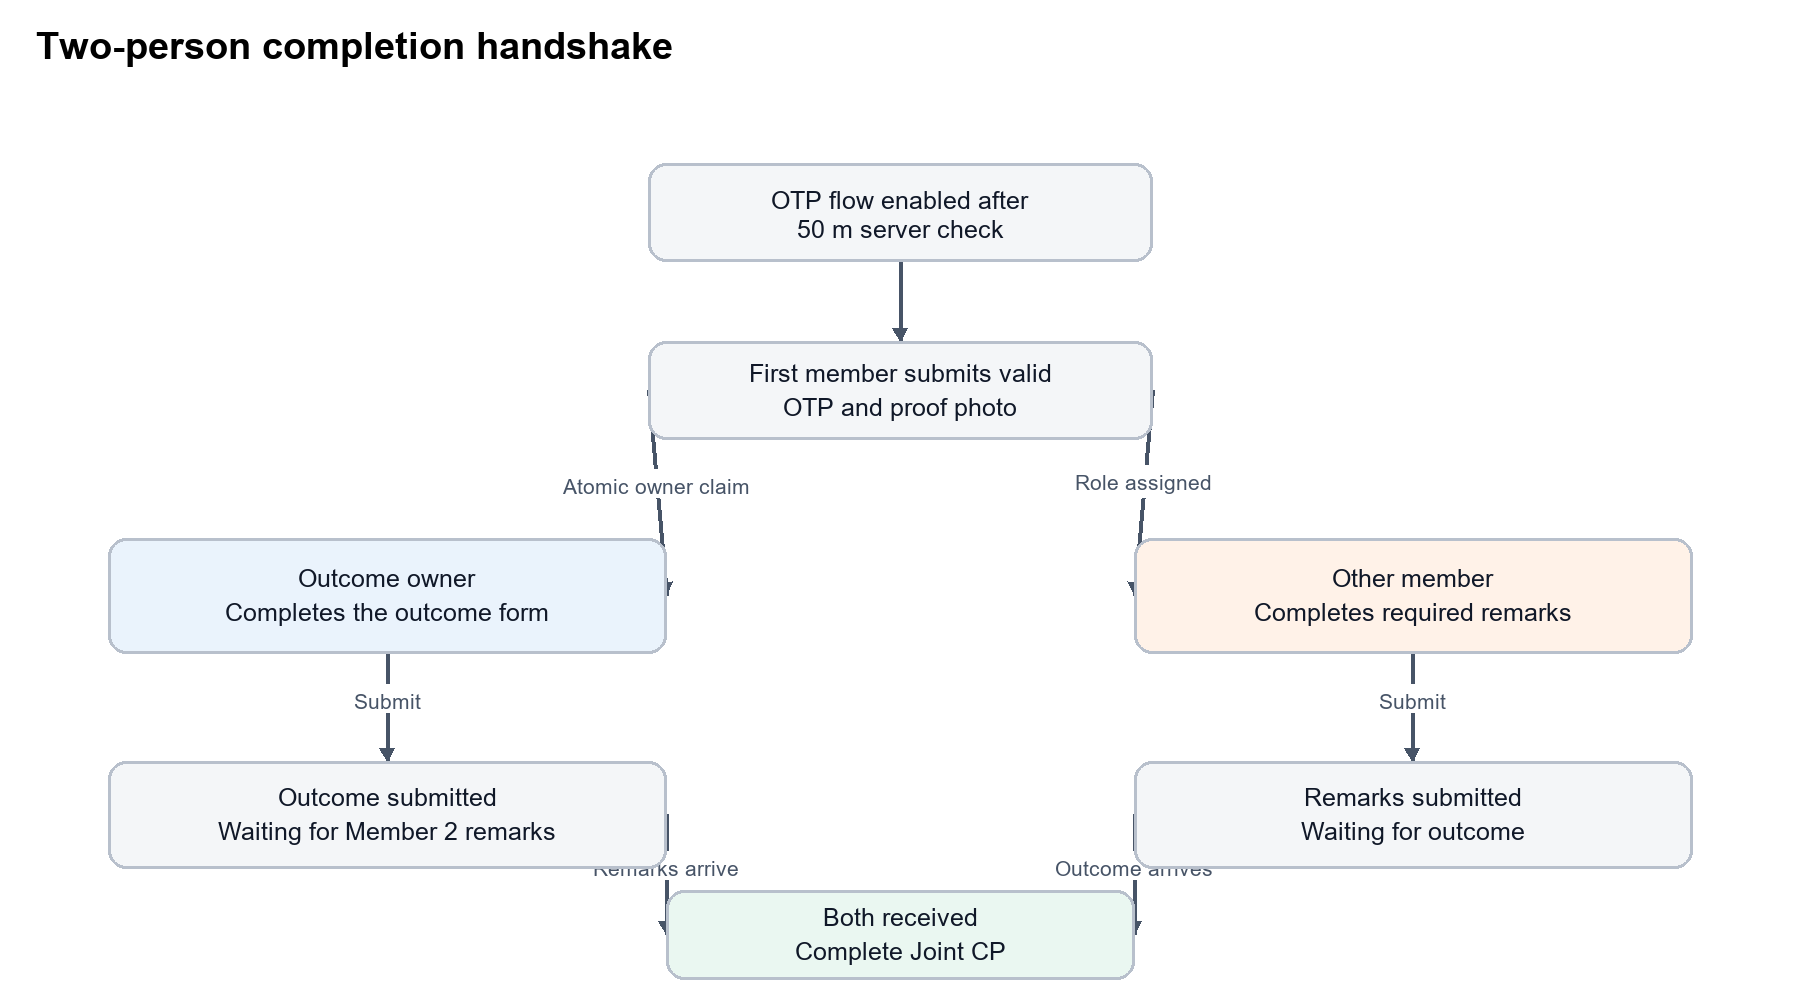 Two-person completion handshake
OTP flow enabled after
50 m server check
First member submits valid
OTP and proof photo
Atomic owner claim
Role assigned
Outcome owner
Completes the outcome form
Other member
Completes required remarks
Submit
Submit
Outcome submitted
Waiting for Member 2 remarks
Remarks submitted
Waiting for outcome
Remarks arrive
Outcome arrives
Both received
Complete Joint CP